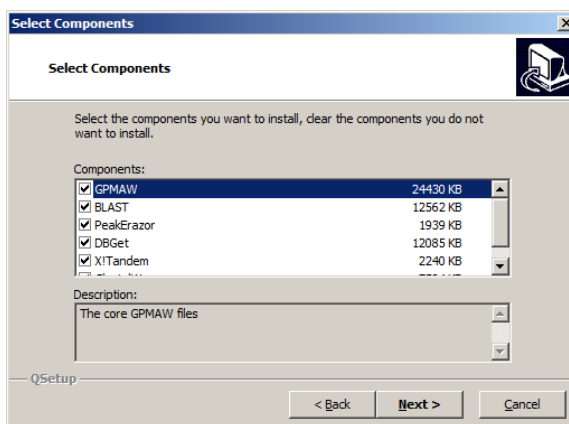 Select Components
Select Components
Select the components you want to install, clear the components you do not
want to install.
Components:
GPMAW 24430 KB
BLAST 12562 KB
PeakErazor 1939 KB
DBGet 12085 KB
X!Tandem 2240 KB
Description:
The core GPMAW files
QSetup
< Back Next > Cancel